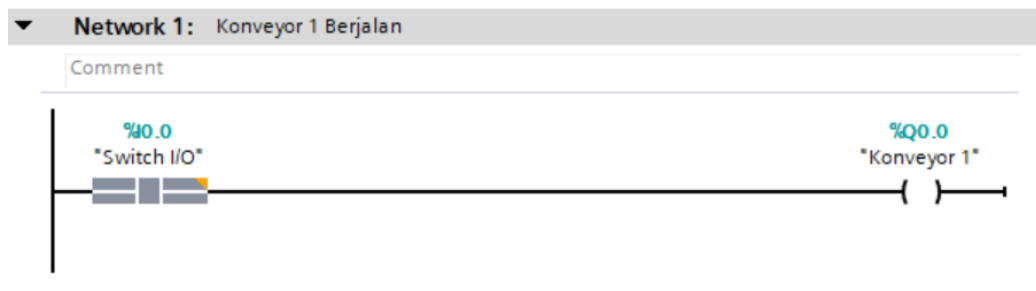 Network 1: Konveyor 1 Berjalan
Comment
%I0.0
"Switch I/O"
%Q0.0
"Konveyor 1"